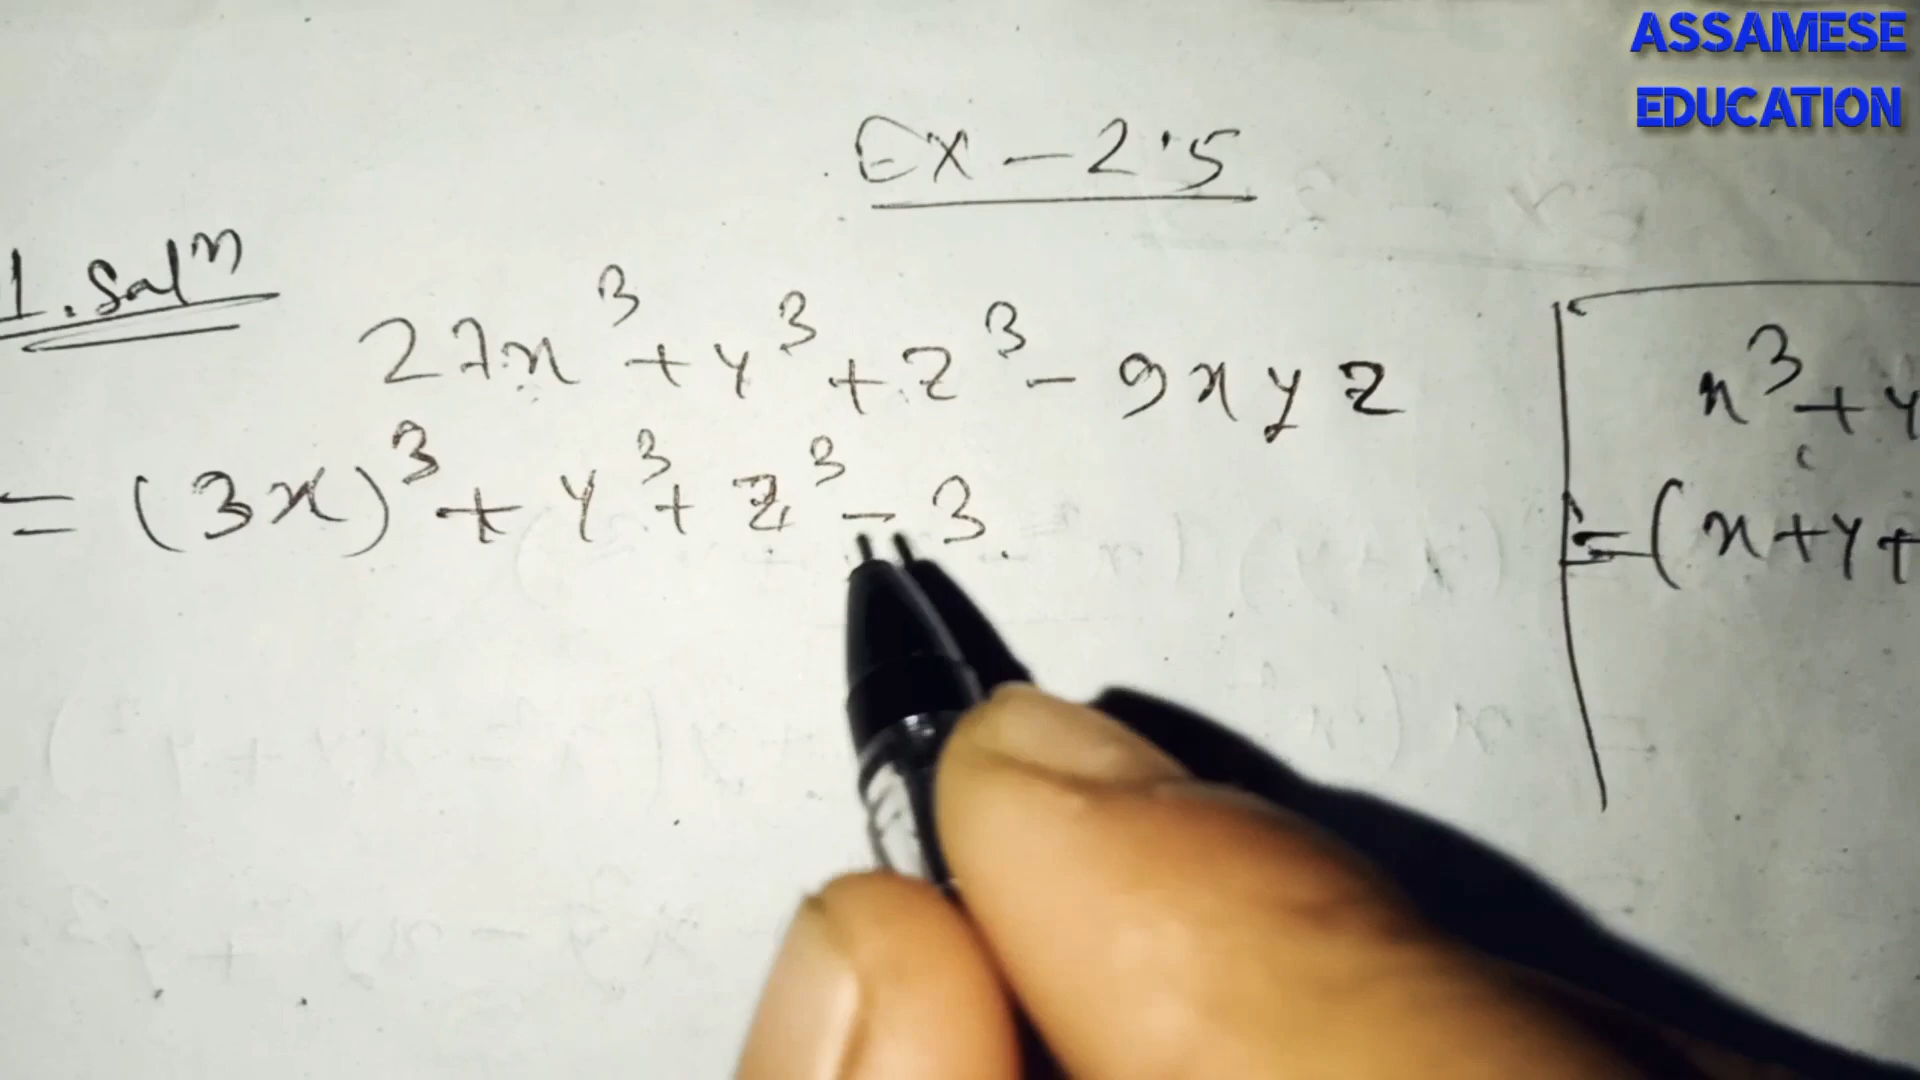 ASSAMESE
EDUCATION
Ex - 2.5
1. Solⁿ
27x³ + y³ + z³ - 9xyz
= (3x)³ + y³ + z³ - 3
x³ + y
= (x + y +